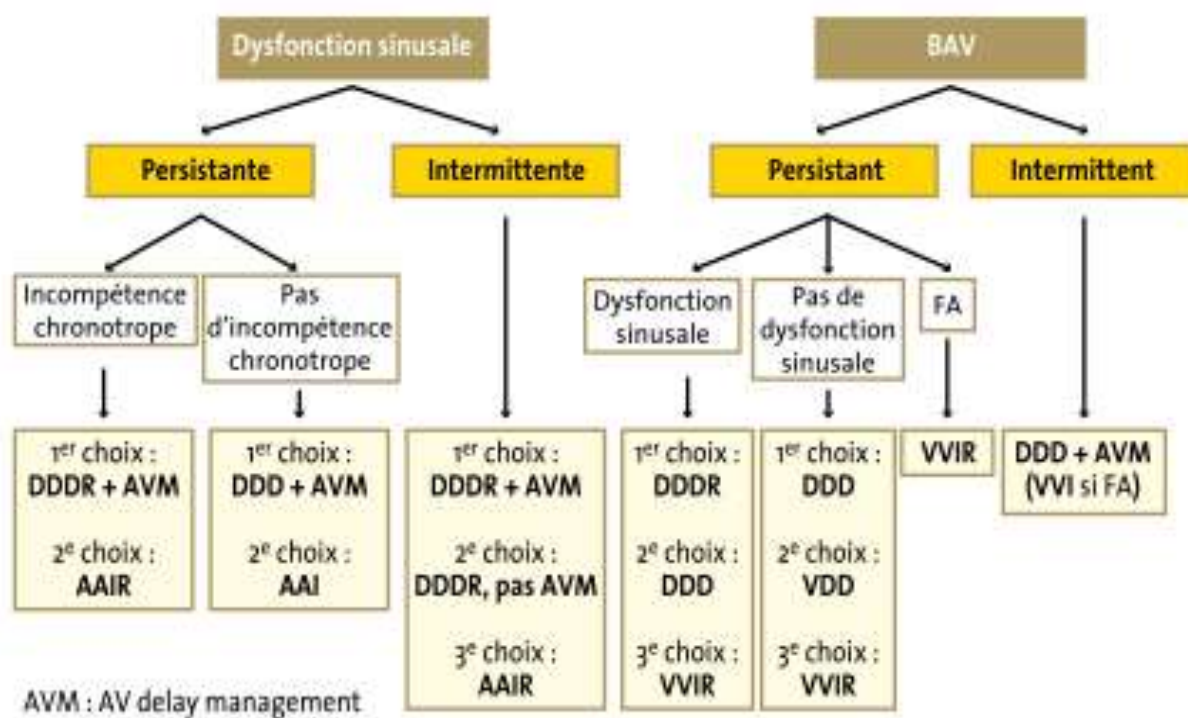 Dysfonction sinusale
BAV
Persistante
Intermittente
Persistant
Intermittent
Incompétence
chronotrope
Pas
d'incompétence
chronotrope
Dysfonction
sinusale
Pas de
dysfonction
sinusale
FA
1er choix :
DDDR + AVM
2e choix :
AAIR
1er choix :
DDD + AVM
2e choix :
AAI
1er choix :
DDDR + AVM
2e choix :
DDDR, pas AVM
3e choix :
AAIR
1er choix :
DDDR
2e choix :
DDD
3e choix :
VVIR
1er choix :
DDD
2e choix :
VDD
3e choix :
VVIR
VVIR
DDD + AVM
(VVI si FA)
AVM : AV delay management